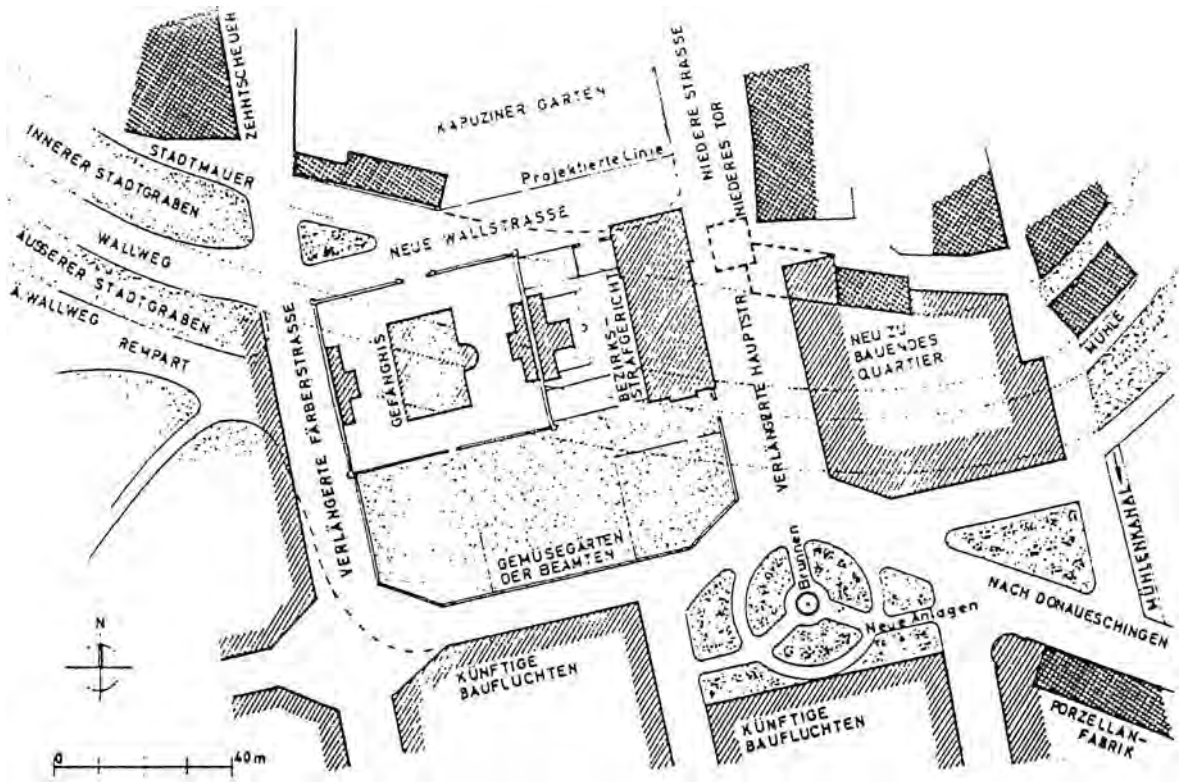 ZEHNTSCHEUER
STADTMAUER
INNERER STADTGRABEN
WALLWEG
ÄUSSERER STADTGRABEN
Ä. WALLWEG
REMPART
KAPUZINER GARTEN
Projektierte Linie
NEUE WALLSTRASSE
NIEDERE STRASSE
NIEDERES TOR
GEFÄNGNIS
BEZIRKS-
STRAFGERICHT
VERLÄNGERTE HAUPTSTR.
VERLÄNGERTE FÄRBERSTRASSE
NEU ZU
BAUENDES
QUARTIER
MÜHLE
MÜHLENKANAL
GEMÜSEGÄRTEN
DER BEAMTEN
Brunnen
Neue Anlagen
NACH DONAUESCHINGEN
KÜNFTIGE
BAUFLUCHTEN
KÜNFTIGE
BAUFLUCHTEN
PORZELLAN-
FABRIK
N
0
40 m